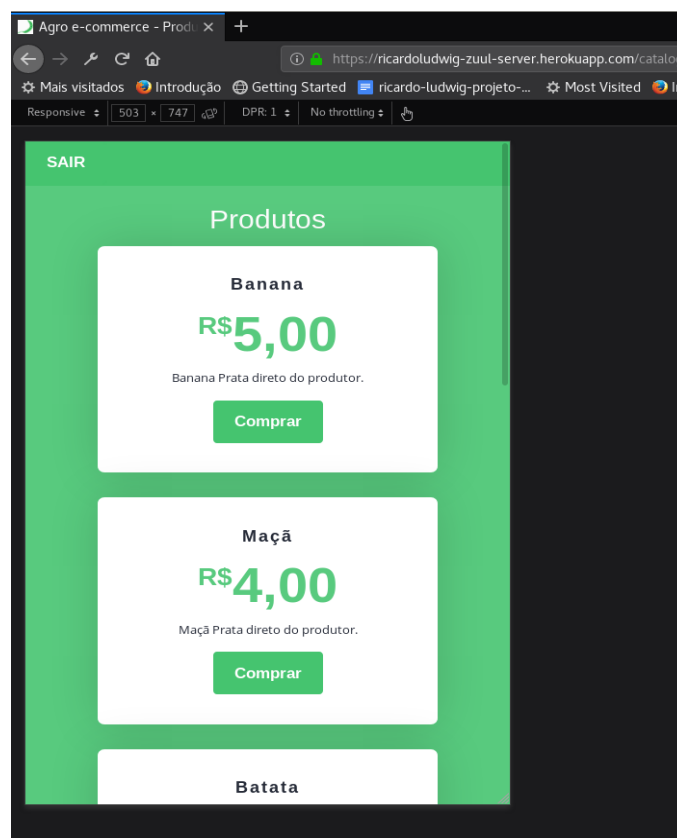 Agro e-commerce - Produ
https://ricardoludwig-zuul-server.herokuapp.com/catalo
Mais visitados Introdução Getting Started ricardo-ludwig-projeto-... Most Visited
Responsive 503 × 747 DPR: 1 No throttling
SAIR
Produtos
Banana
R$5,00
Banana Prata direto do produtor.
Comprar
Maçã
R$4,00
Maçã Prata direto do produtor.
Comprar
Batata